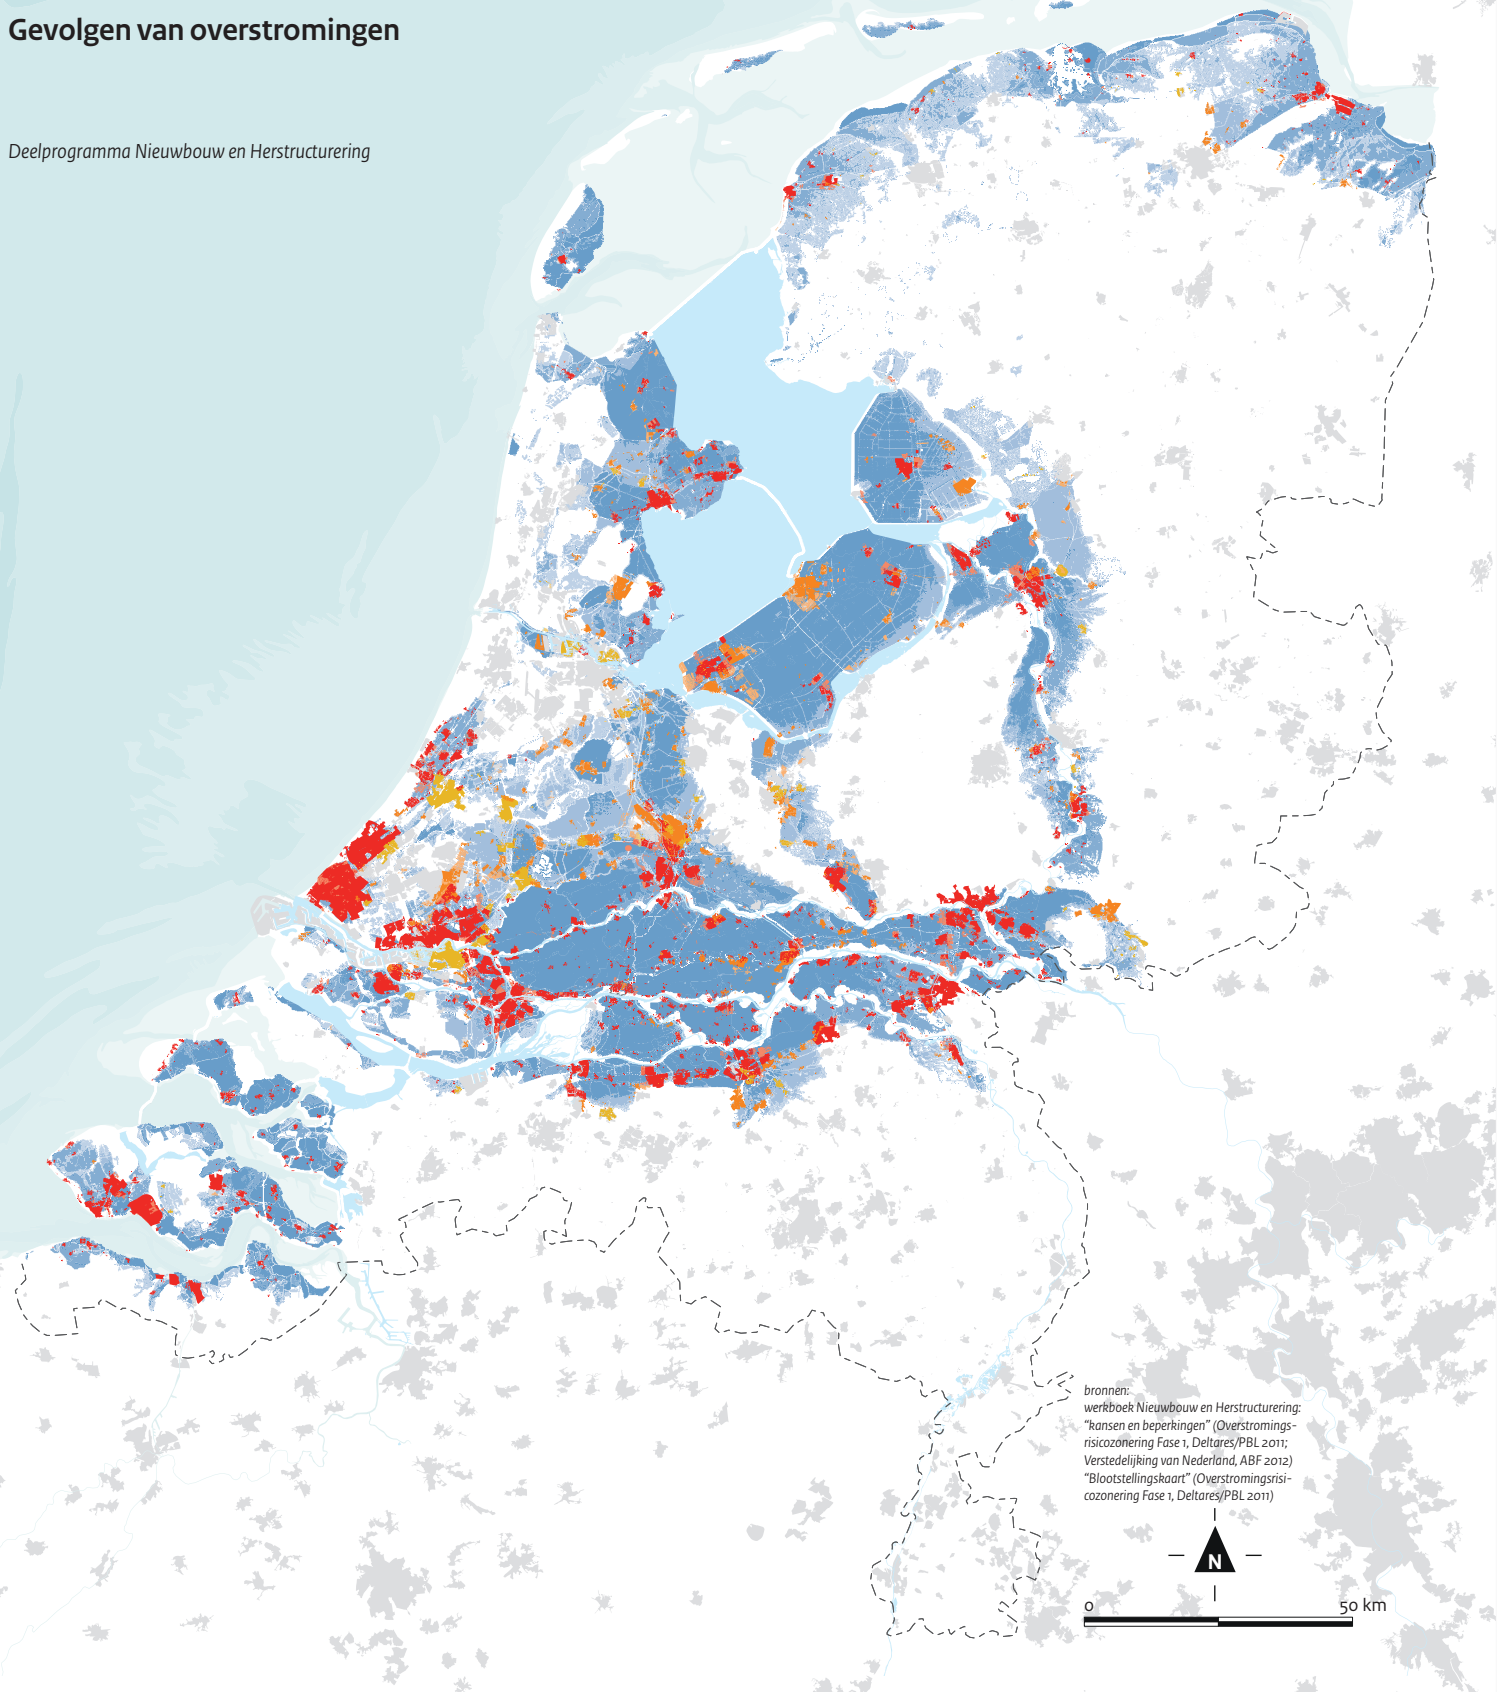 Gevolgen van overstromingen
Deelprogramma Nieuwbouw en Herstructurering
bronnen:
werkboek Nieuwbouw en Herstructurering:
“kansen en beperkingen” (Overstromings-
risicozonering Fase 1, Deltares/PBL 2011;
Verstedelijking van Nederland, ABF 2012)
“Blootstellingskaart” (Overstromingsrisi-
cozonering Fase 1, Deltares/PBL 2011)
N
0 50 km